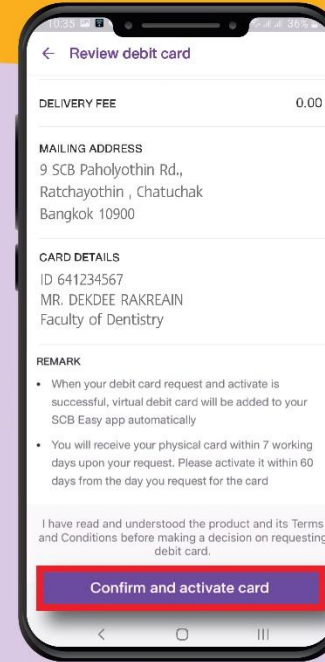 10:35 36%
← Review debit card
DELIVERY FEE 0.00
MAILING ADDRESS
9 SCB Paholyothin Rd.,
Ratchayothin , Chatuchak
Bangkok 10900
CARD DETAILS
ID 641234567
MR. DEKDEE RAKREAIN
Faculty of Dentistry
REMARK
• When your debit card request and activate is
successful, virtual debit card will be added to your
SCB Easy app automatically
• You will receive your physical card within 7 working
days upon your request. Please activate it within 60
days from the day you request for the card
I have read and understood the product and its Terms
and Conditions before making a decision on requesting
debit card.
Confirm and activate card